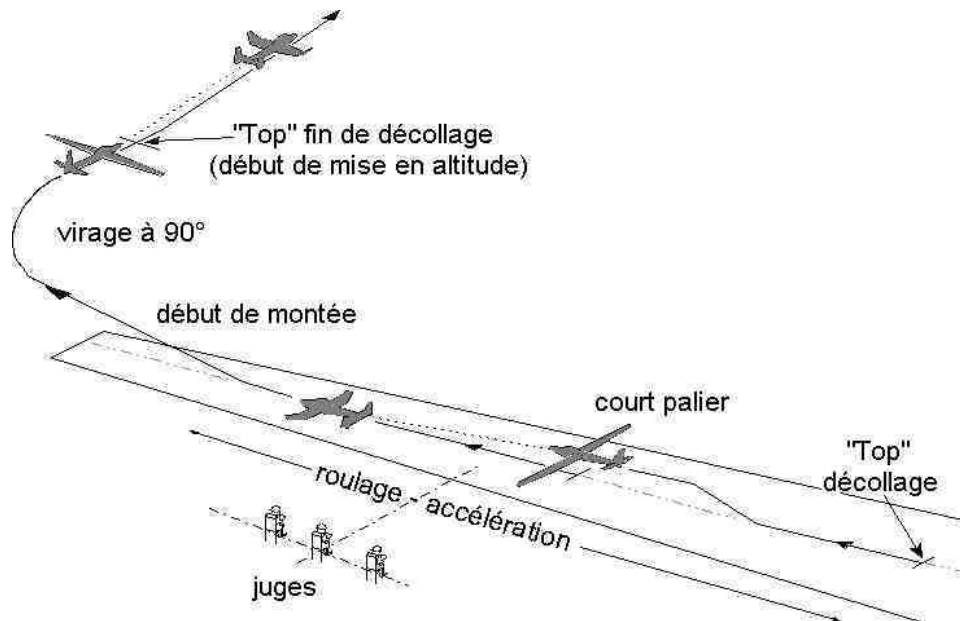 "Top" fin de décollage
(début de mise en altitude)
virage à 90°
début de montée
court palier
"Top"
décollage
roulage - accélération
juges